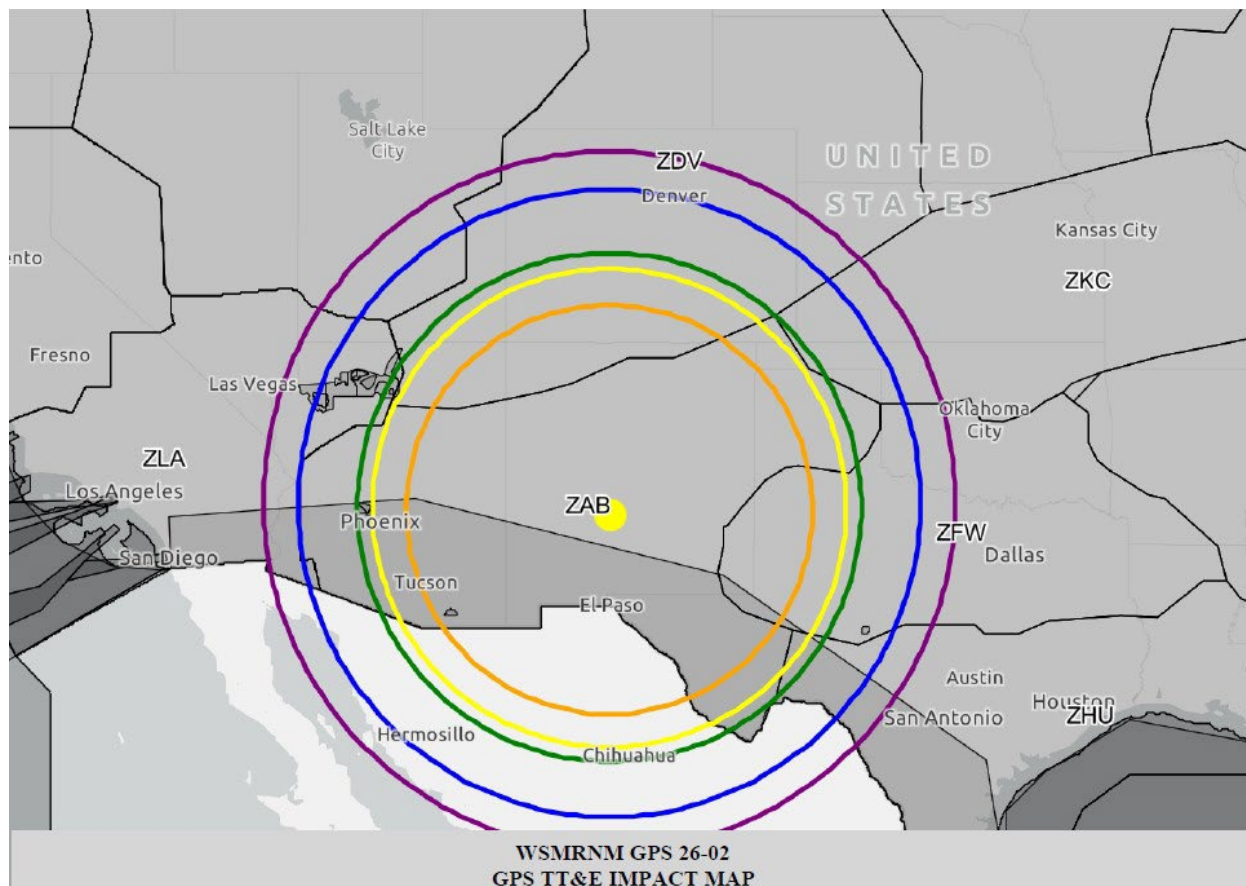 Salt Lake
City
ZDV
UNITED
STATES
Denver
Kansas City
ento
ZKC
Fresno
Las Vegas
Oklahoma
City
ZLA
Los Angeles
ZAB
Phoenix
ZFW
San Diego
Dallas
Tucson
El Paso
Austin
Houston
ZHU
San Antonio
Hermosillo
Chihuahua
WSMRNM GPS 26-02
GPS TT&E IMPACT MAP